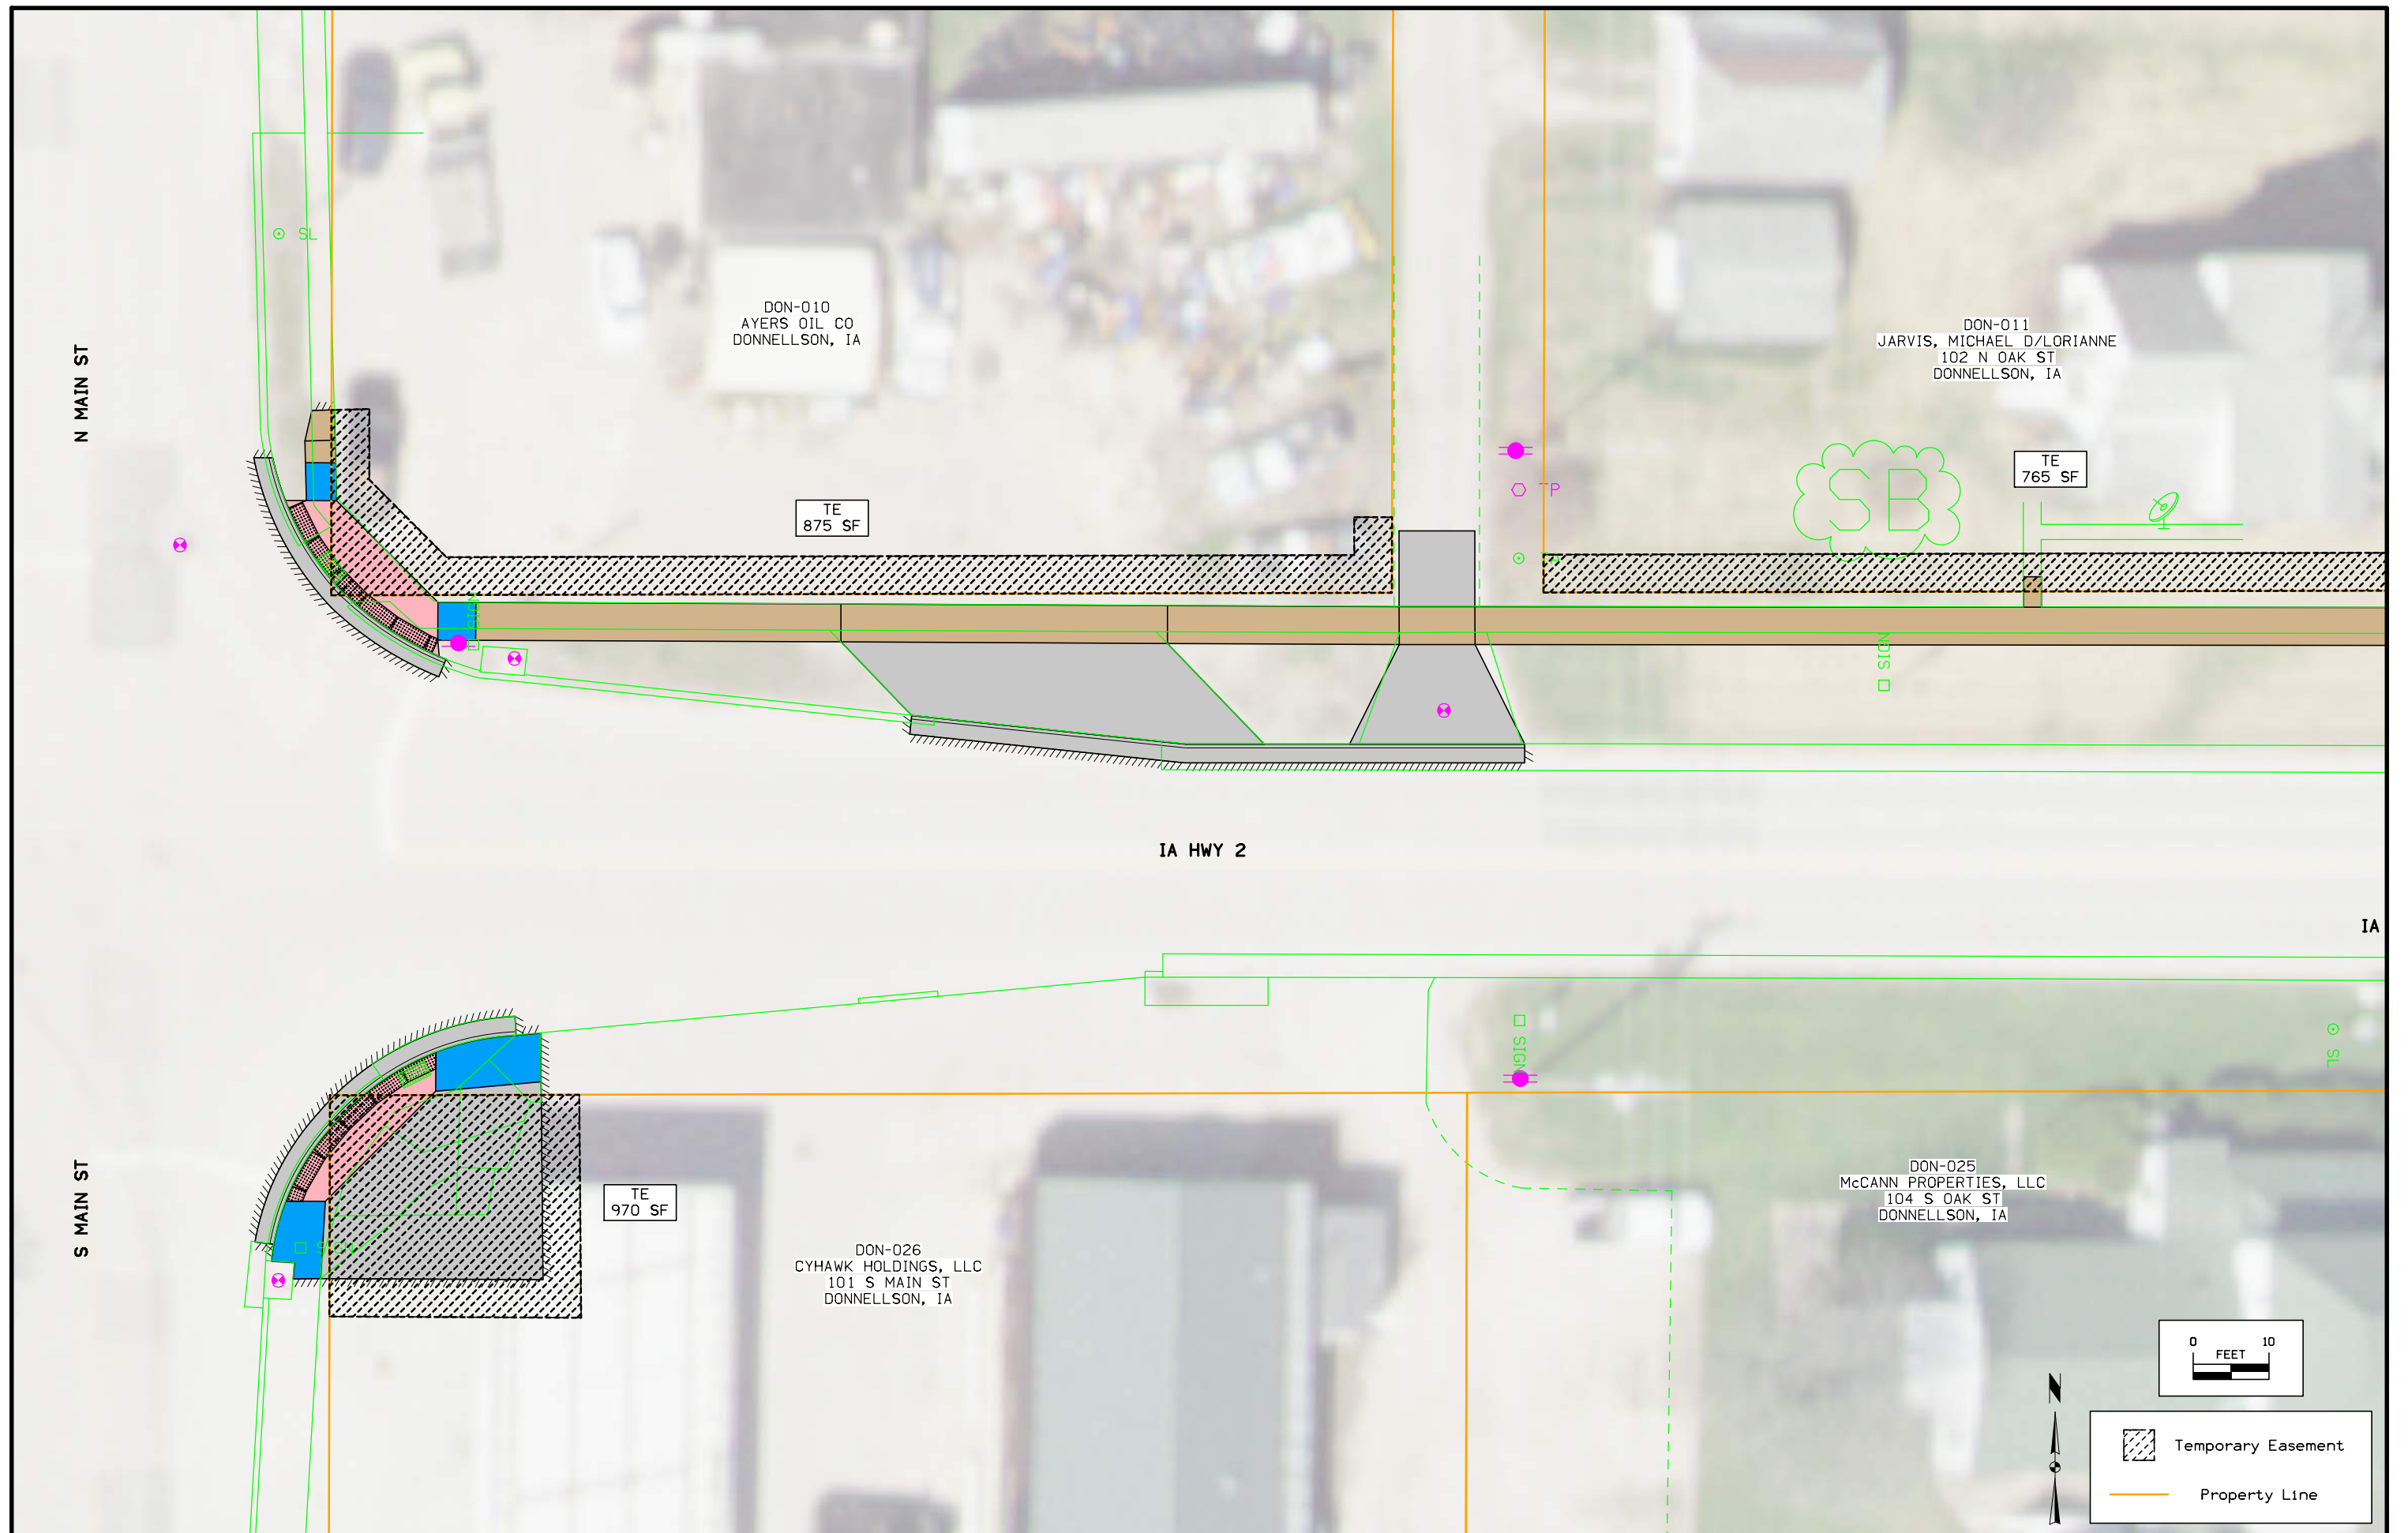 SL
N MAIN ST
DON-010
AYERS OIL CO
DONNELLSON, IA
DON-011
JARVIS, MICHAEL D/LORIANNE
102 N OAK ST
DONNELLSON, IA
TE
875 SF
TP
SB
TE
765 SF
SIGN
SIGN
IA HWY 2
IA
SIGN
SL
S MAIN ST
SIGN
TE
970 SF
DON-026
CYHAWK HOLDINGS, LLC
101 S MAIN ST
DONNELLSON, IA
DON-025
McCANN PROPERTIES, LLC
104 S OAK ST
DONNELLSON, IA
0 10
FEET
N
Temporary Easement
Property Line